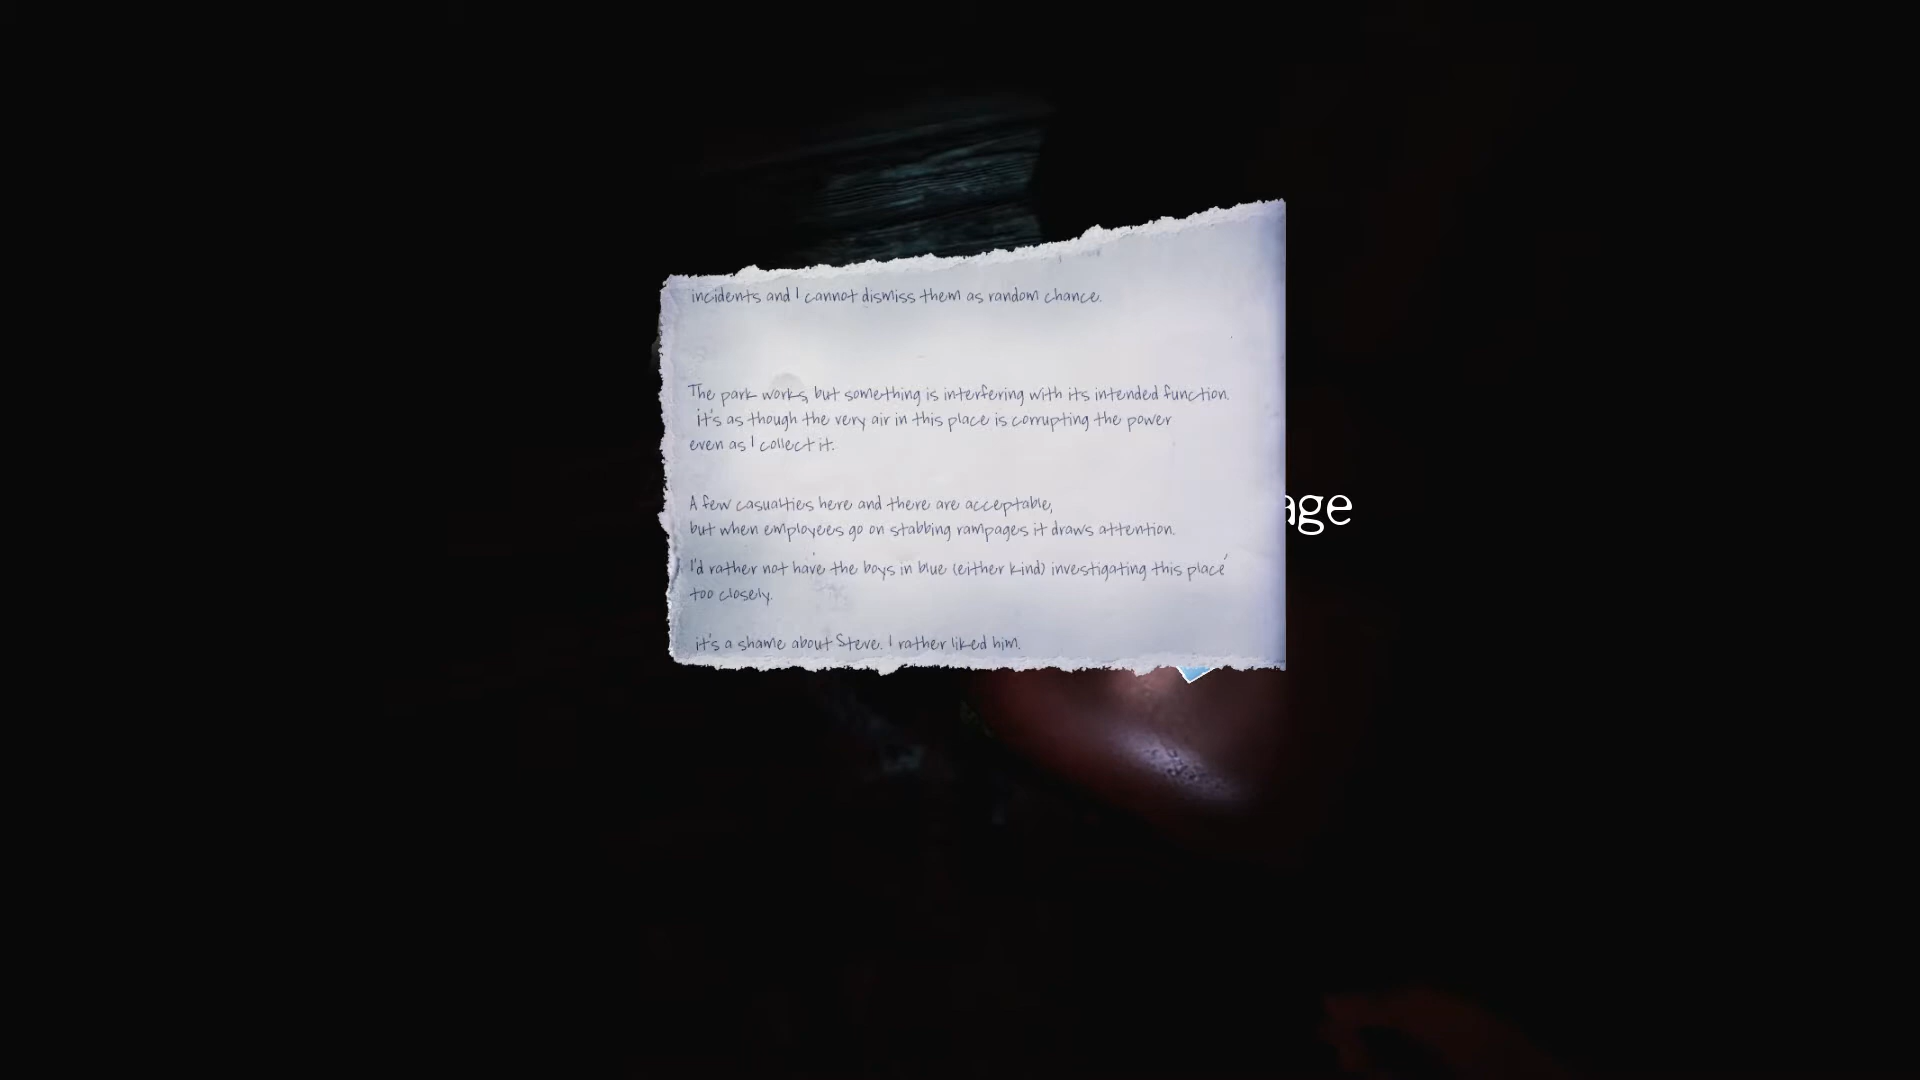 incidents and I cannot dismiss them as random chance.
The park works, but something is interfering with its intended function.
it's as though the very air in this place is corrupting the power
even as I collect it.
A few casualties here and there are acceptable,
but when employees go on stabbing rampages it draws attention.
I'd rather not have the boys in blue (either kind) investigating this place
too closely.
it's a shame about Steve. I rather liked him.
age